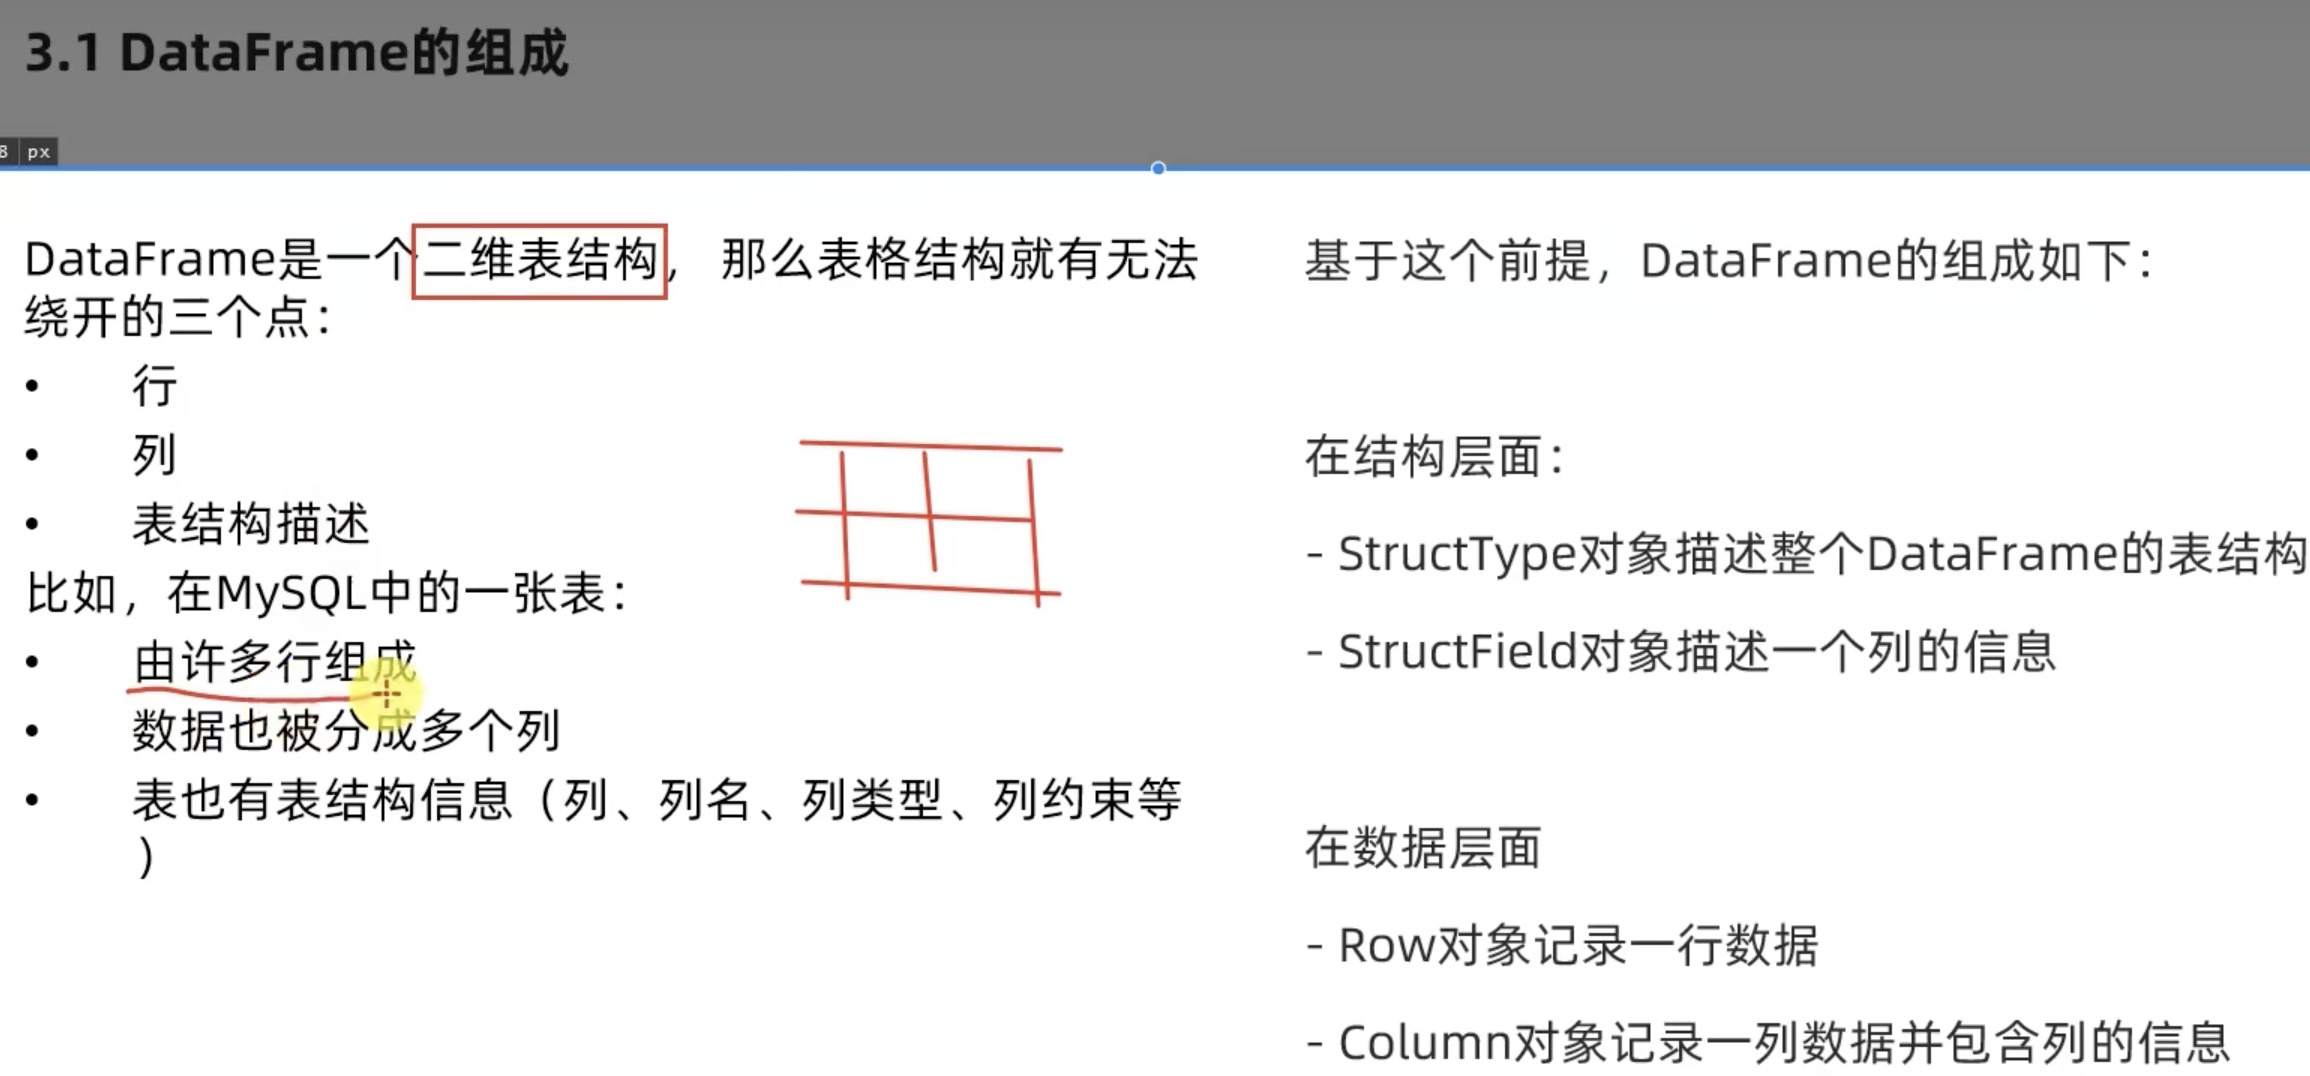 3.1 DataFrame的组成
8 px
DataFrame是一个二维表结构， 那么表格结构就有无法
绕开的三个点：
• 行
• 列
• 表结构描述
比如，在MySQL中的一张表：
• 由许多行组成
• 数据也被分成多个列
• 表也有表结构信息（列、列名、列类型、列约束等
）
基于这个前提，DataFrame的组成如下：
在结构层面：
- StructType对象描述整个DataFrame的表结构
- StructField对象描述一个列的信息
在数据层面
- Row对象记录一行数据
- Column对象记录一列数据并包含列的信息